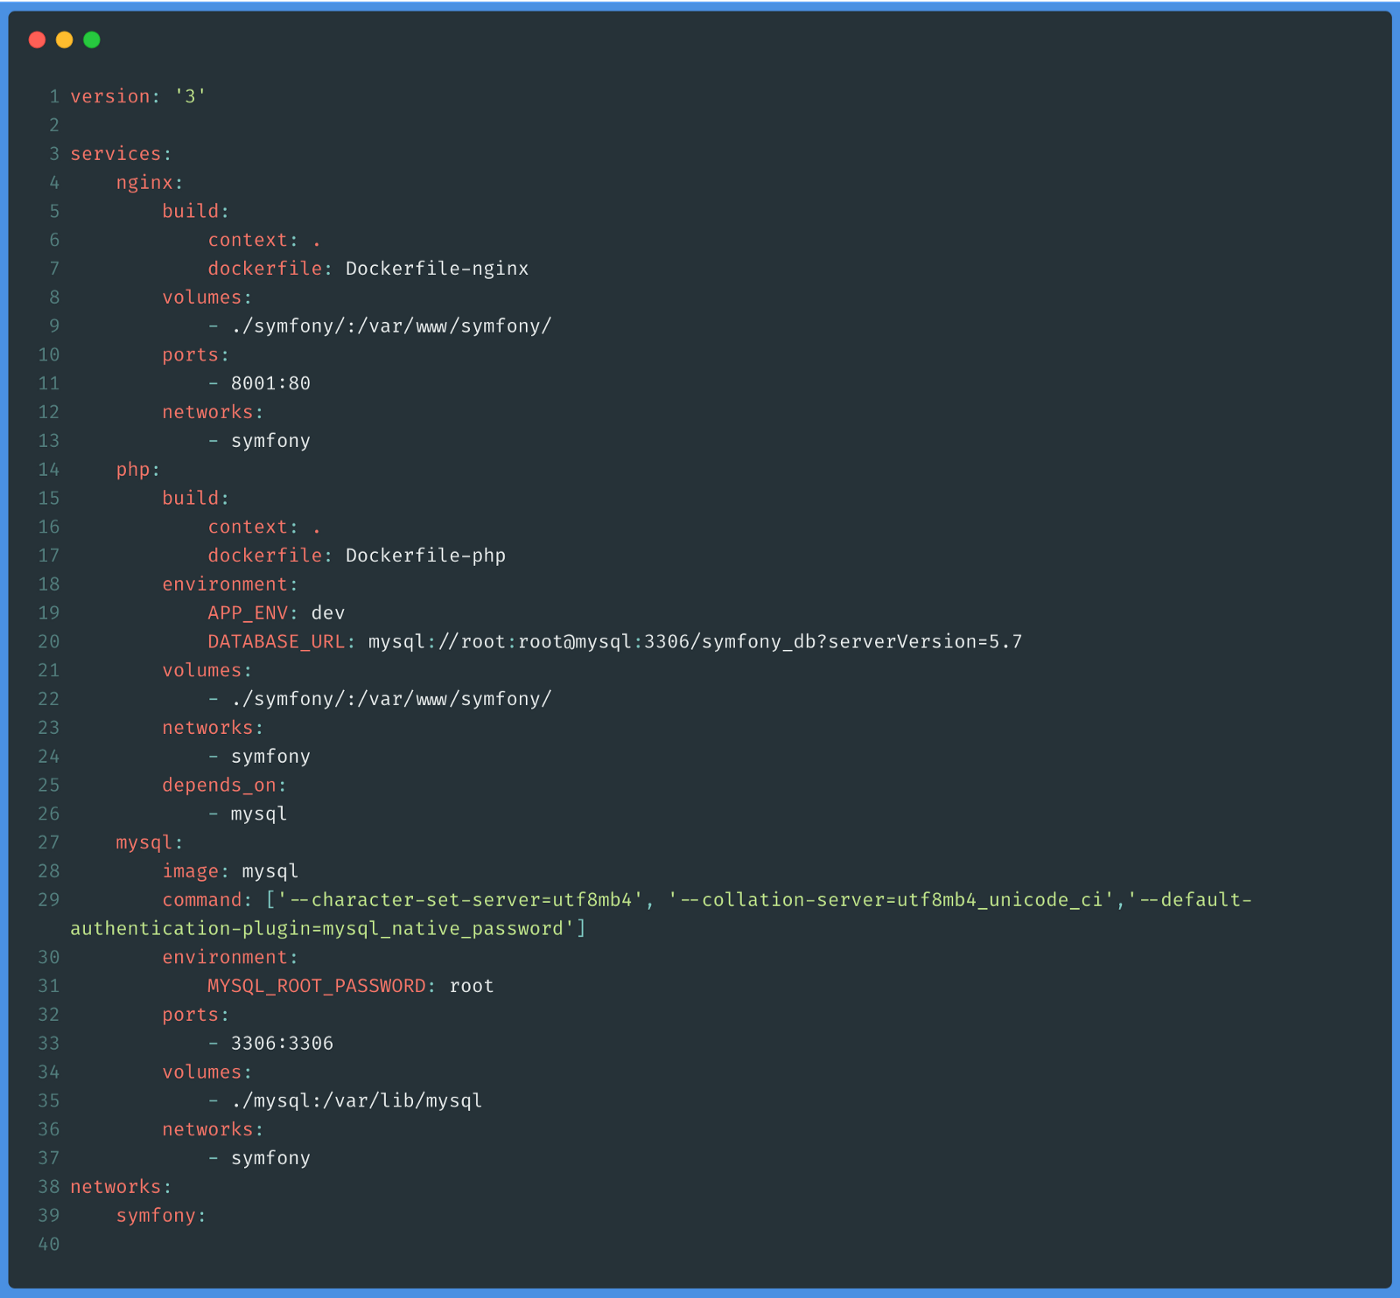 1 version: '3'
2
3 services:
4     nginx:
5         build:
6             context: .
7             dockerfile: Dockerfile-nginx
8         volumes:
9             - ./symfony/:/var/www/symfony/
10         ports:
11             - 8001:80
12         networks:
13             - symfony
14     php:
15         build:
16             context: .
17             dockerfile: Dockerfile-php
18         environment:
19             APP_ENV: dev
20             DATABASE_URL: mysql://root:root@mysql:3306/symfony_db?serverVersion=5.7
21         volumes:
22             - ./symfony/:/var/www/symfony/
23         networks:
24             - symfony
25         depends_on:
26             - mysql
27     mysql:
28         image: mysql
29         command: ['--character-set-server=utf8mb4', '--collation-server=utf8mb4_unicode_ci','--default-
authentication-plugin=mysql_native_password']
30         environment:
31             MYSQL_ROOT_PASSWORD: root
32         ports:
33             - 3306:3306
34         volumes:
35             - ./mysql:/var/lib/mysql
36         networks:
37             - symfony
38 networks:
39     symfony:
40